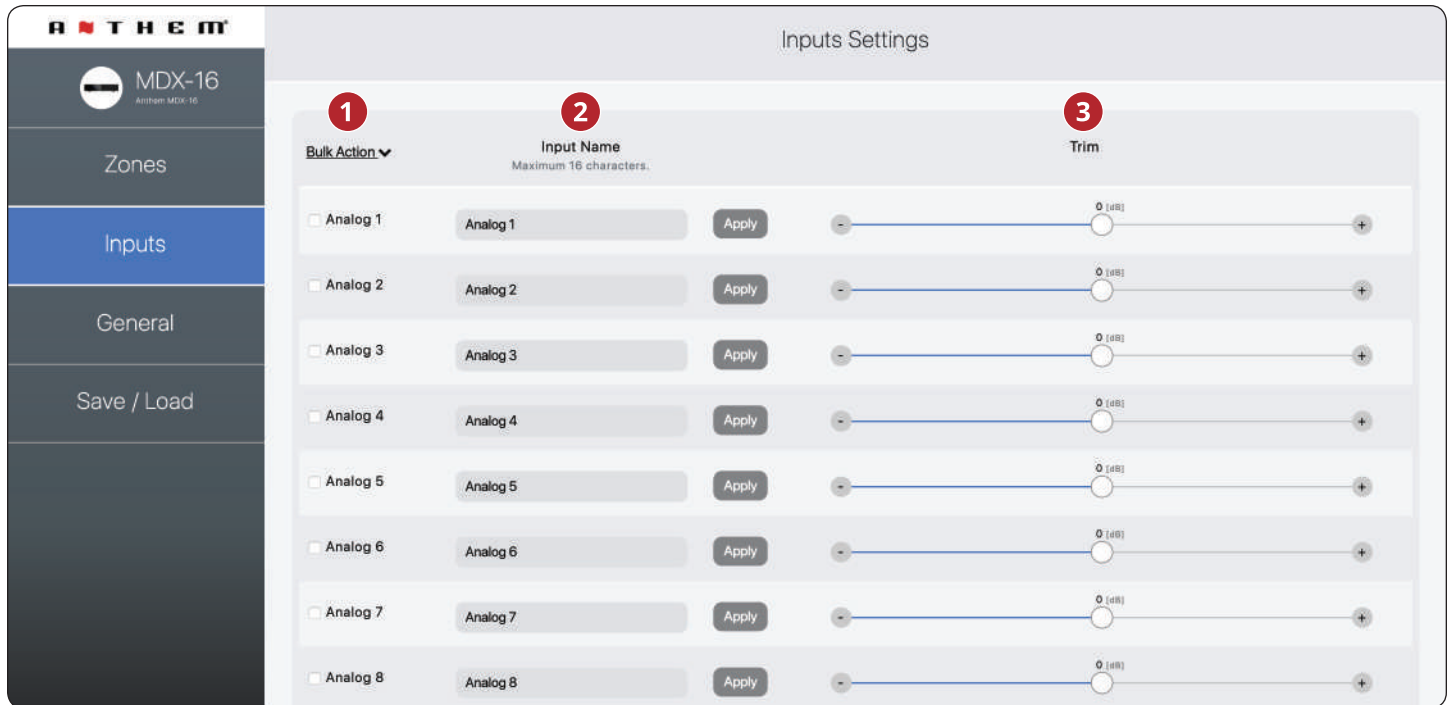 ANTHEM
MDX-16
Anthem MDX-16
Zones
Inputs
General
Save / Load
Inputs Settings
1 2 3
Bulk Action Input Name Trim
Maximum 16 characters.
0 [dB]
Analog 1 Analog 1 Apply - +
0 [dB]
Analog 2 Analog 2 Apply - +
0 [dB]
Analog 3 Analog 3 Apply - +
0 [dB]
Analog 4 Analog 4 Apply - +
0 [dB]
Analog 5 Analog 5 Apply - +
0 [dB]
Analog 6 Analog 6 Apply - +
0 [dB]
Analog 7 Analog 7 Apply - +
0 [dB]
Analog 8 Analog 8 Apply - +